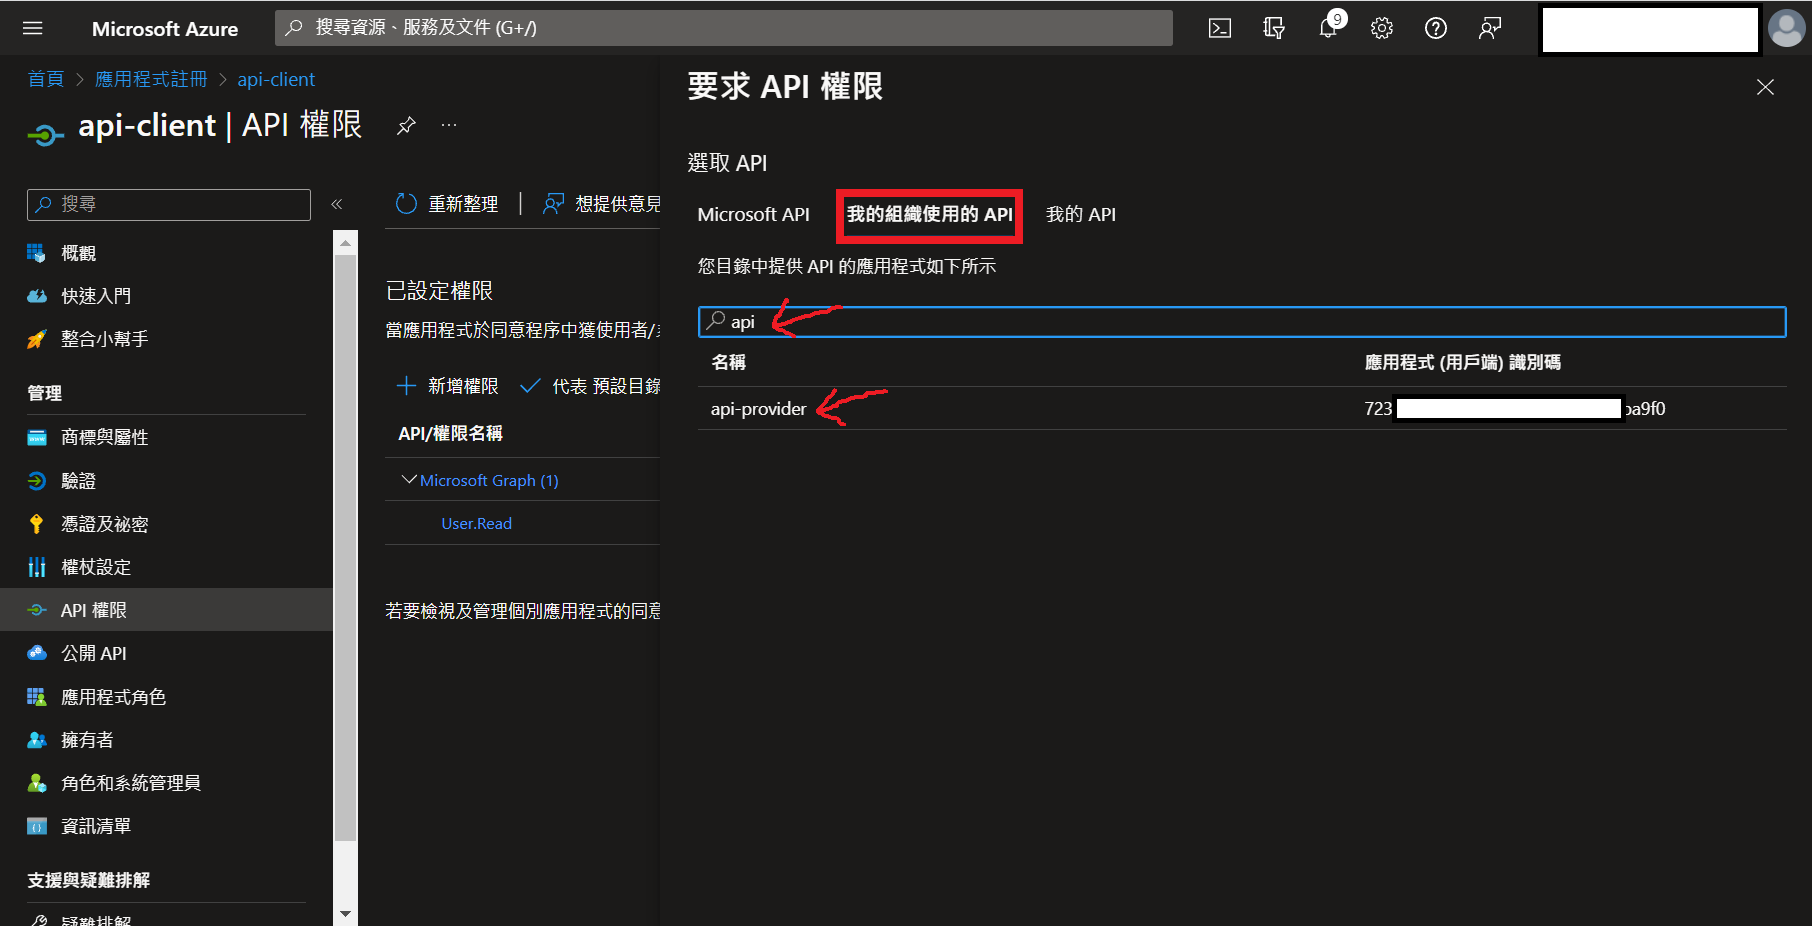 Microsoft Azure
搜尋資源、服務及文件 (G+/)
9
首頁 > 應用程式註冊 > api-client
api-client | API 權限
...
搜尋
«
概觀
快速入門
整合小幫手
管理
商標與屬性
驗證
憑證及祕密
權杖設定
API 權限
公開 API
應用程式角色
擁有者
角色和系統管理員
資訊清單
支援與疑難排解
疑難排解
重新整理 | 想提供意見
已設定權限
當應用程式於同意程序中獲使用者/
新增權限 代表 預設目錄
API/權限名稱
Microsoft Graph (1)
User.Read
若要檢視及管理個別應用程式的同意
要求 API 權限
選取 API
Microsoft API 我的組織使用的 API 我的 API
您目錄中提供 API 的應用程式如下所示
api
名稱 應用程式 (用戶端) 識別碼
api-provider 723 ba9f0